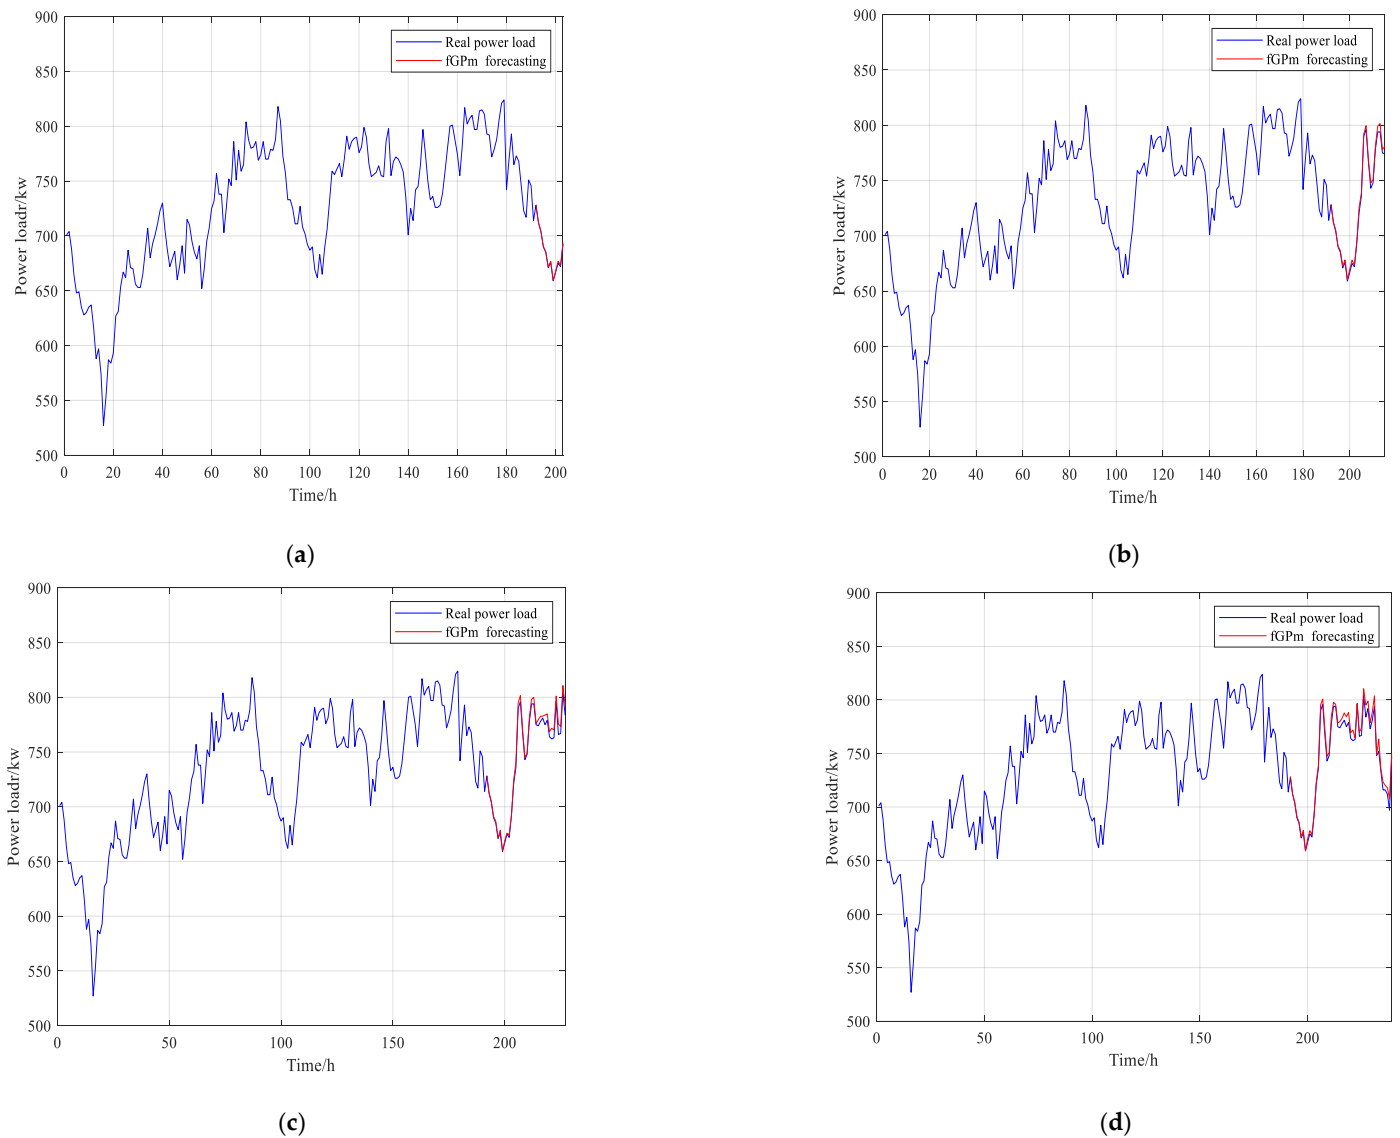 900
850
800
750
700
650
600
550
500
Power loadr/kw
Real power load
fGPm forecasting
0 20 40 60 80 100 120 140 160 180 200
Time/h
(a)
900
850
800
750
700
650
600
550
500
Power loadr/kw
Real power load
fGPm forecasting
0 20 40 60 80 100 120 140 160 180 200
Time/h
(b)
900
850
800
750
700
650
600
550
500
Power loadr/kw
Real power load
fGPm forecasting
0 50 100 150 200
Time/h
(c)
900
850
800
750
700
650
600
550
500
Power loadr/kw
Real power load
fGPm forecasting
0 50 100 150 200
Time/h
(d)